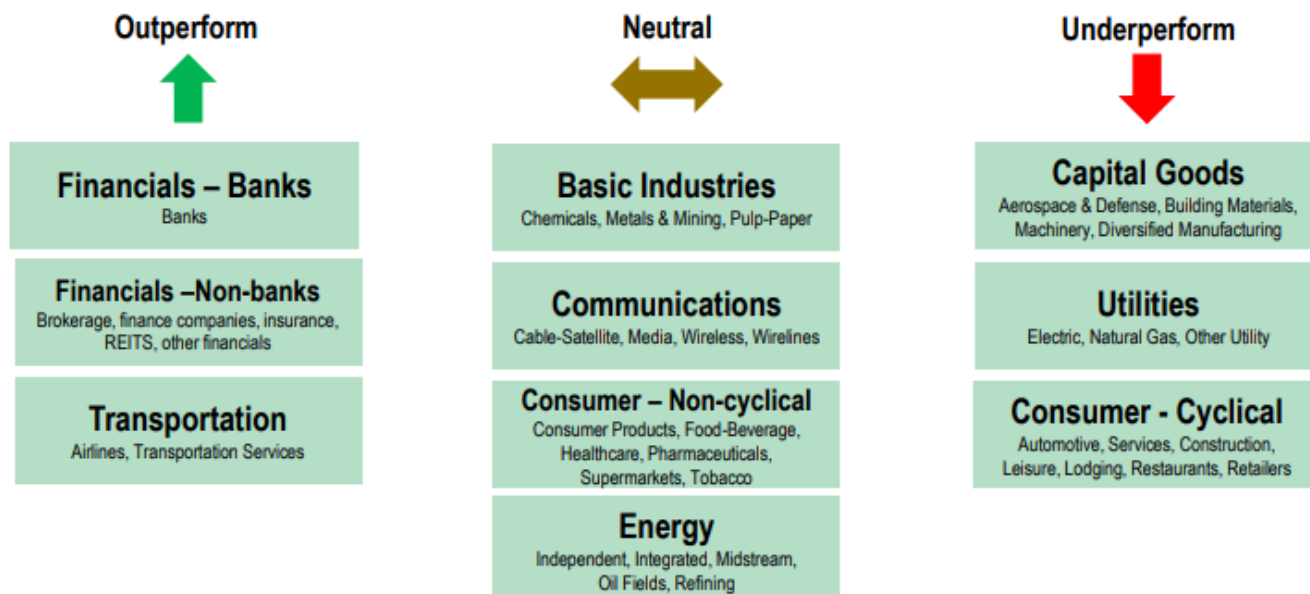 Outperform
Financials – Banks
Banks
Financials –Non-banks
Brokerage, finance companies, insurance,
REITS, other financials
Transportation
Airlines, Transportation Services
Neutral
Basic Industries
Chemicals, Metals & Mining, Pulp-Paper
Communications
Cable-Satellite, Media, Wireless, Wirelines
Consumer – Non-cyclical
Consumer Products, Food-Beverage,
Healthcare, Pharmaceuticals,
Supermarkets, Tobacco
Energy
Independent, Integrated, Midstream,
Oil Fields, Refining
Underperform
Capital Goods
Aerospace & Defense, Building Materials,
Machinery, Diversified Manufacturing
Utilities
Electric, Natural Gas, Other Utility
Consumer - Cyclical
Automotive, Services, Construction,
Leisure, Lodging, Restaurants, Retailers